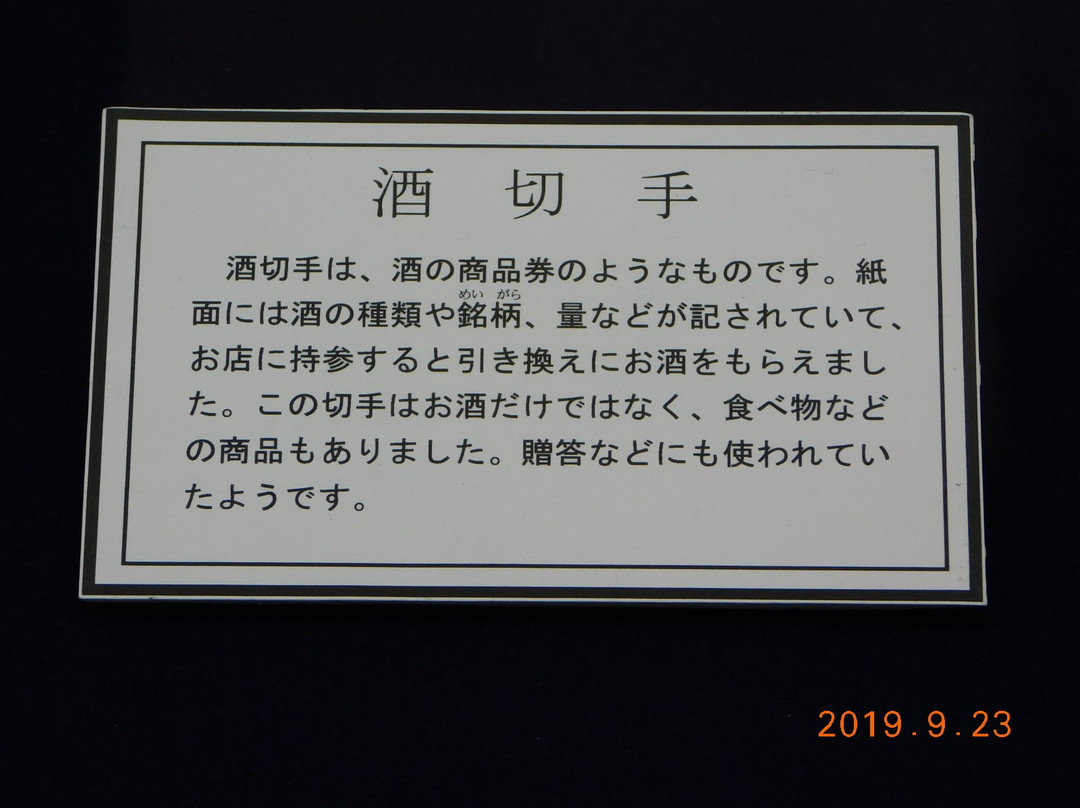 酒切手
酒切手は、酒の商品券のようなものです。紙
めい がら
面には酒の種類や銘柄、量などが記されていて、
お店に持参すると引き換えにお酒をもらえまし
た。この切手はお酒だけではなく、食べ物など
の商品もありました。贈答などにも使われてい
たようです。
2019.9.23